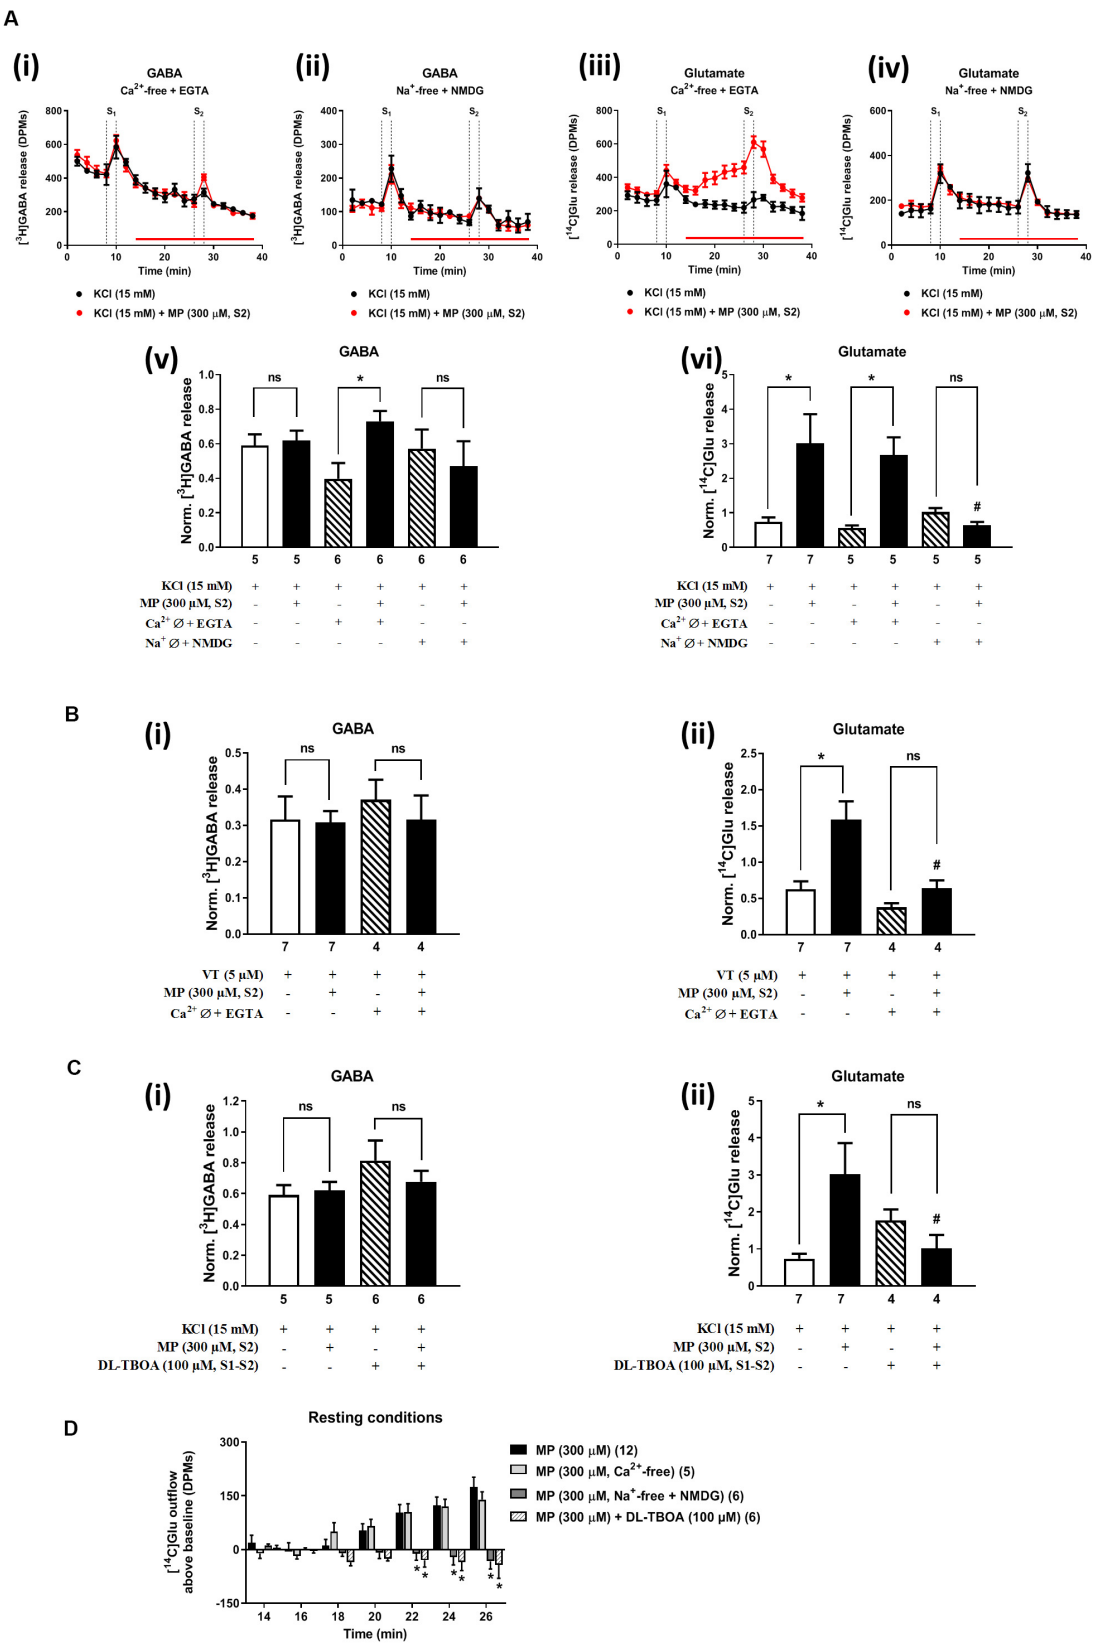 A
(i)
GABA
Ca2+-free + EGTA
[3H]GABA release (DPMs)
S1
S2
800
600
400
200
0
0 10 20 30 40
Time (min)
KCl (15 mM)
KCl (15 mM) + MP (300 µM, S2)
(ii)
GABA
Na+-free + NMDG
[3H]GABA release (DPMs)
S1
S2
400
300
200
100
0
0 10 20 30 40
Time (min)
KCl (15 mM)
KCl (15 mM) + MP (300 µM, S2)
(iii)
Glutamate
Ca2+-free + EGTA
[14C]Glu release (DPMs)
S1
S2
800
600
400
200
0
0 10 20 30 40
Time (min)
KCl (15 mM)
KCl (15 mM) + MP (300 µM, S2)
(iv)
Glutamate
Na+-free + NMDG
[14C]Glu release (DPMs)
S1
S2
600
400
200
0
0 10 20 30 40
Time (min)
KCl (15 mM)
KCl (15 mM) + MP (300 µM, S2)
(v)
GABA
Norm. [3H]GABA release
1.0
0.8
0.6
0.4
0.2
0.0
ns * ns
5 5 6 6 6 6
KCl (15 mM) + + + + + +
MP (300 µM, S2) - + - + - +
Ca2+ Ø + EGTA - - + + - -
Na+ Ø + NMDG - - - - + +
(vi)
Glutamate
Norm. [14C]Glu release
5
4
3
2
1
0
* * ns
#
7 7 5 5 5 5
KCl (15 mM) + + + + + +
MP (300 µM, S2) - + - + - +
Ca2+ Ø + EGTA - - + + - -
Na+ Ø + NMDG - - - - + +
B
(i)
GABA
Norm. [3H]GABA release
0.5
0.4
0.3
0.2
0.1
0.0
ns ns
7 7 4 4
VT (5 µM) + + + +
MP (300 µM, S2) - + - +
Ca2+ Ø + EGTA - - + +
(ii)
Glutamate
Norm. [14C]Glu release
2.5
2.0
1.5
1.0
0.5
0.0
* ns
#
7 7 4 4
VT (5 µM) + + + +
MP (300 µM, S2) - + - +
Ca2+ Ø + EGTA - - + +
C
(i)
GABA
Norm. [3H]GABA release
1.2
1.0
0.8
0.6
0.4
0.2
0.0
ns ns
5 5 6 6
KCl (15 mM) + + + +
MP (300 µM, S2) - + - +
DL-TBOA (100 µM, S1-S2) - - + +
(ii)
Glutamate
Norm. [14C]Glu release
5
4
3
2
1
0
* ns
#
7 7 4 4
KCl (15 mM) + + + +
MP (300 µM, S2) - + - +
DL-TBOA (100 µM, S1-S2) - - + +
D
Resting conditions
[14C]Glu outflow
above baseline (DPMs)
300
150
0
-150
* * * * * *
14 16 18 20 22 24 26
Time (min)
MP (300 µM) (12)
MP (300 µM, Ca2+-free) (5)
MP (300 µM, Na+-free + NMDG) (6)
MP (300 µM) + DL-TBOA (100 µM) (6)